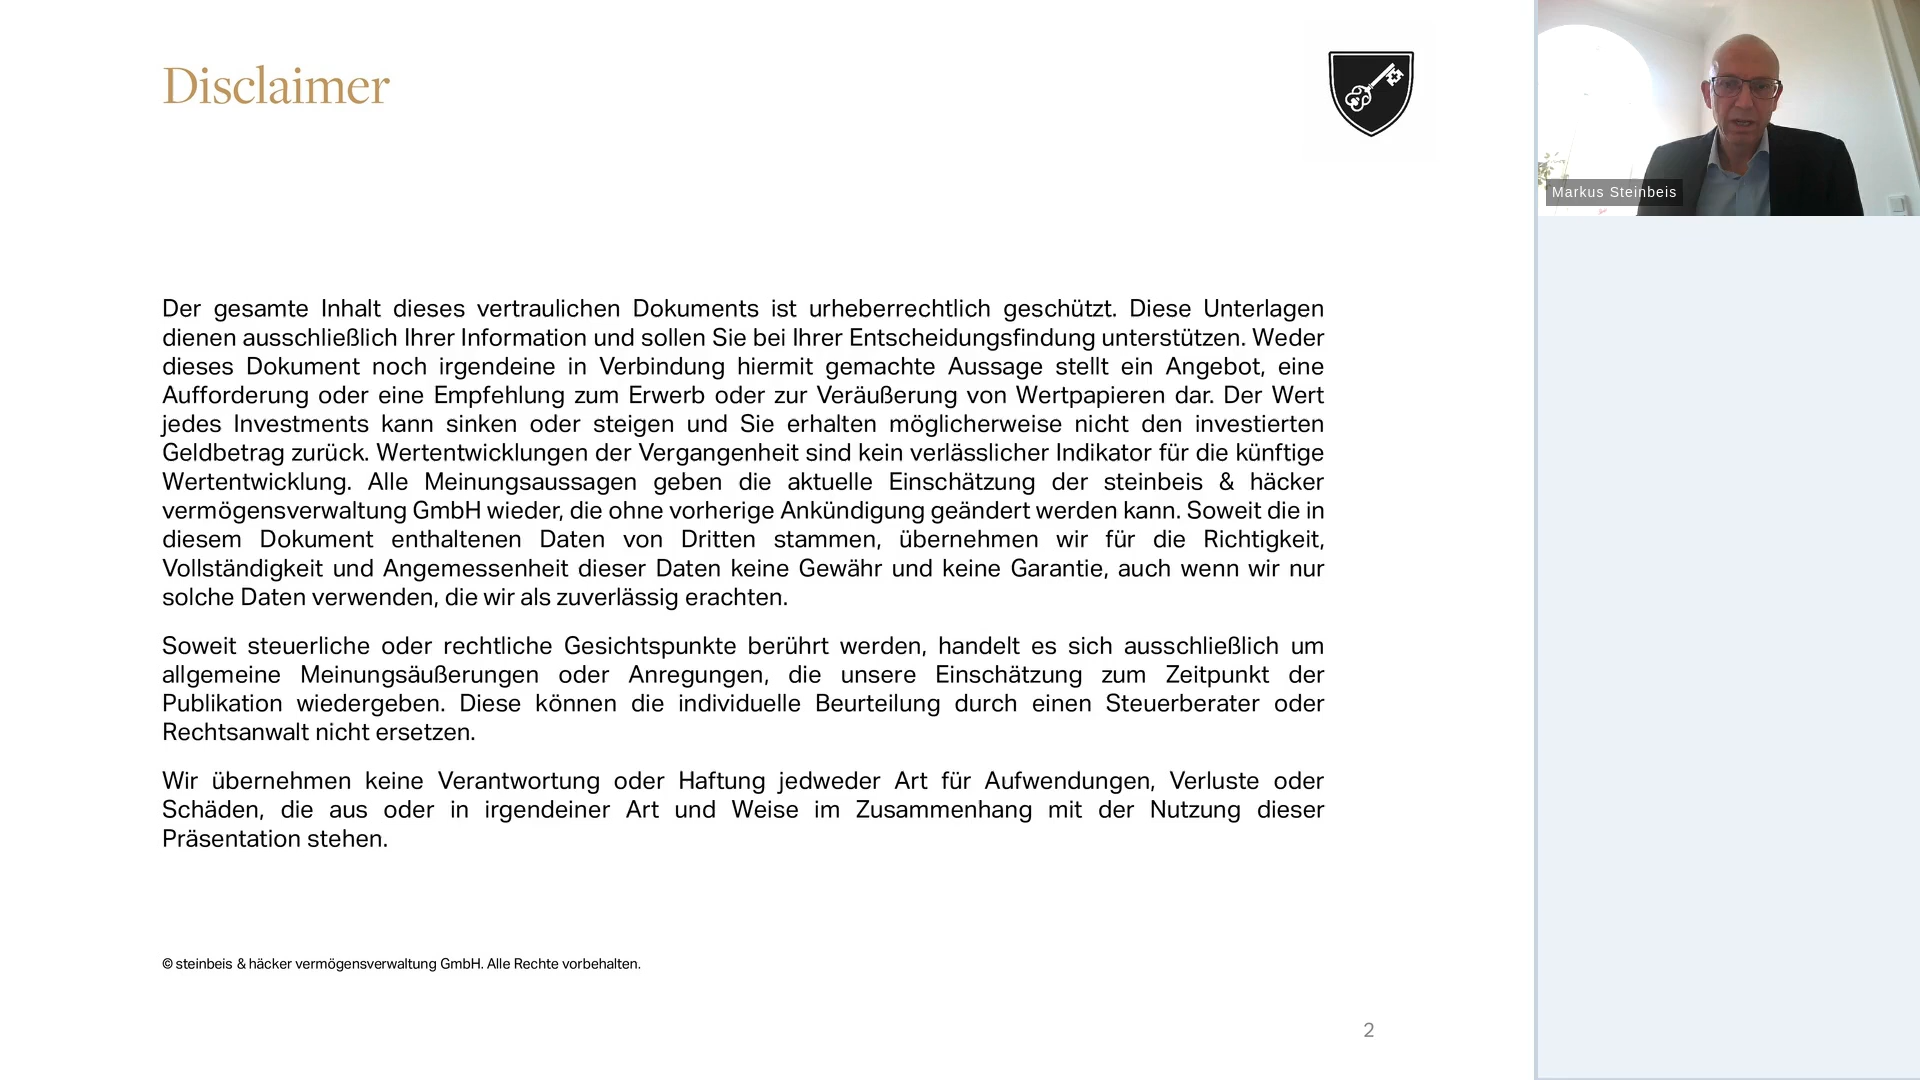 Disclaimer
Markus Steinbeis
Der gesamte Inhalt dieses vertraulichen Dokuments ist urheberrechtlich geschützt. Diese Unterlagen
dienen ausschließlich Ihrer Information und sollen Sie bei Ihrer Entscheidungsfindung unterstützen. Weder
dieses Dokument noch irgendeine in Verbindung hiermit gemachte Aussage stellt ein Angebot, eine
Aufforderung oder eine Empfehlung zum Erwerb oder zur Veräußerung von Wertpapieren dar. Der Wert
jedes Investments kann sinken oder steigen und Sie erhalten möglicherweise nicht den investierten
Geldbetrag zurück. Wertentwicklungen der Vergangenheit sind kein verlässlicher Indikator für die künftige
Wertentwicklung. Alle Meinungsaussagen geben die aktuelle Einschätzung der steinbeis & häcker
vermögensverwaltung GmbH wieder, die ohne vorherige Ankündigung geändert werden kann. Soweit die in
diesem Dokument enthaltenen Daten von Dritten stammen, übernehmen wir für die Richtigkeit,
Vollständigkeit und Angemessenheit dieser Daten keine Gewähr und keine Garantie, auch wenn wir nur
solche Daten verwenden, die wir als zuverlässig erachten.
Soweit steuerliche oder rechtliche Gesichtspunkte berührt werden, handelt es sich ausschließlich um
allgemeine Meinungsäußerungen oder Anregungen, die unsere Einschätzung zum Zeitpunkt der
Publikation wiedergeben. Diese können die individuelle Beurteilung durch einen Steuerberater oder
Rechtsanwalt nicht ersetzen.
Wir übernehmen keine Verantwortung oder Haftung jedweder Art für Aufwendungen, Verluste oder
Schäden, die aus oder in irgendeiner Art und Weise im Zusammenhang mit der Nutzung dieser
Präsentation stehen.
© steinbeis & häcker vermögensverwaltung GmbH. Alle Rechte vorbehalten.
2